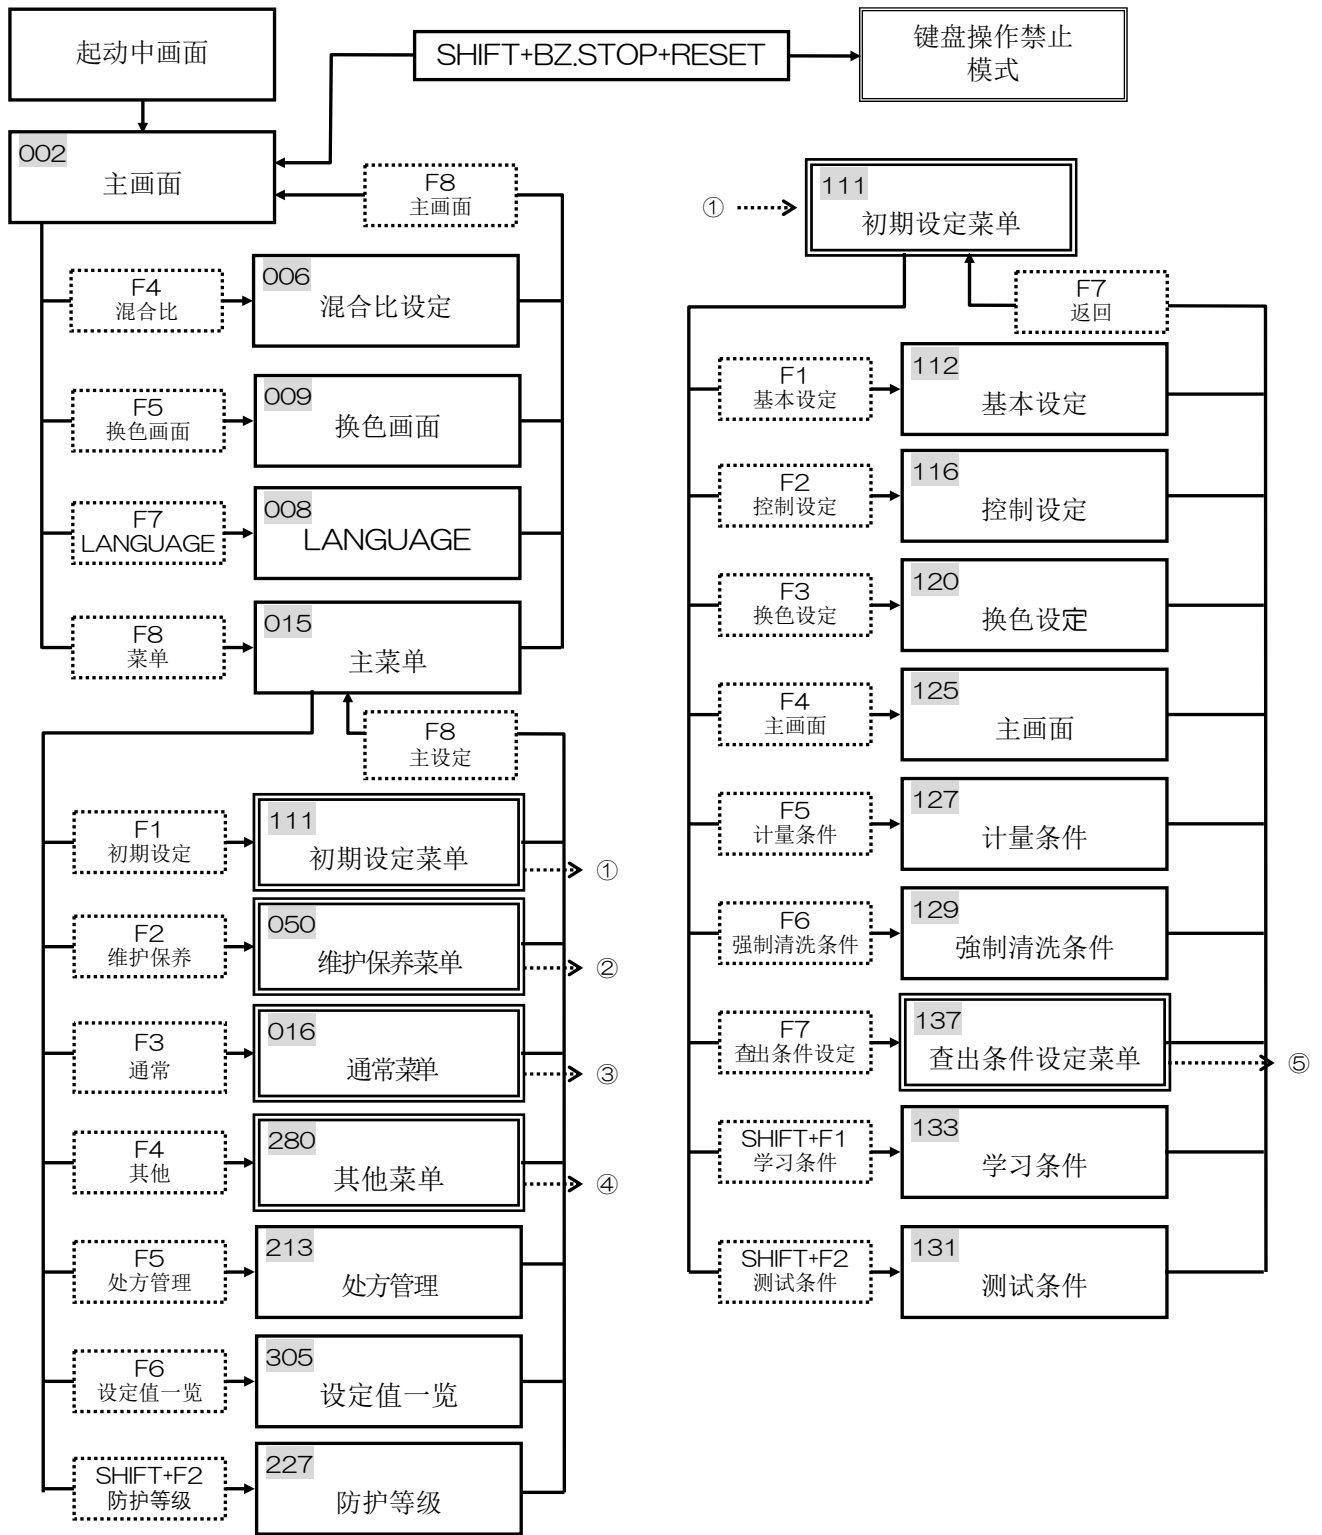 起动中画面
SHIFT+BZ.STOP+RESET
键盘操作禁止
模式
002
主画面
F8
主画面
F4
混合比
006
混合比设定
F5
换色画面
009
换色画面
F7
LANGUAGE
008
LANGUAGE
F8
菜单
015
主菜单
F8
主设定
F1
初期设定
111
初期设定菜单
①
F2
维护保养
050
维护保养菜单
②
F3
通常
016
通常菜单
③
F4
其他
280
其他菜单
④
F5
处方管理
213
处方管理
F6
设定值一览
305
设定值一览
SHIFT+F2
防护等级
227
防护等级
①
111
初期设定菜单
F7
返回
F1
基本设定
112
基本设定
F2
控制设定
116
控制设定
F3
换色设定
120
换色设定
F4
主画面
125
主画面
F5
计量条件
127
计量条件
F6
强制清洗条件
129
強制清洗条件
F7
查出条件设定
137
查出条件设定菜单
⑤
SHIFT+F1
学习条件
133
学习条件
SHIFT+F2
测试条件
131
测试条件